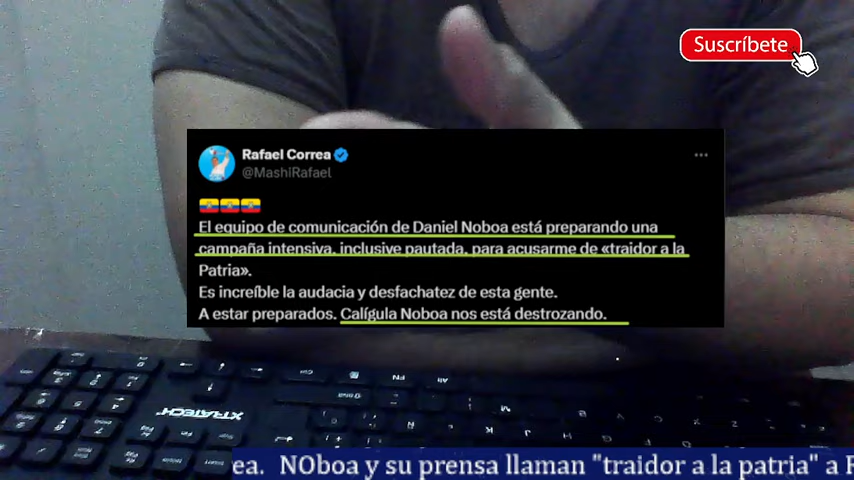 Suscríbete
Rafael Correa
@MashiRafael
El equipo de comunicación de Daniel Noboa está preparando una
campaña intensiva, inclusive pautada, para acusarme de «traidor a la
Patria».
Es increíble la audacia y desfachatez de esta gente.
A estar preparados. Calígula Noboa nos está destrozando.
XTRATECH
ea. NOboa y su prensa llaman "traidor a la patria" a